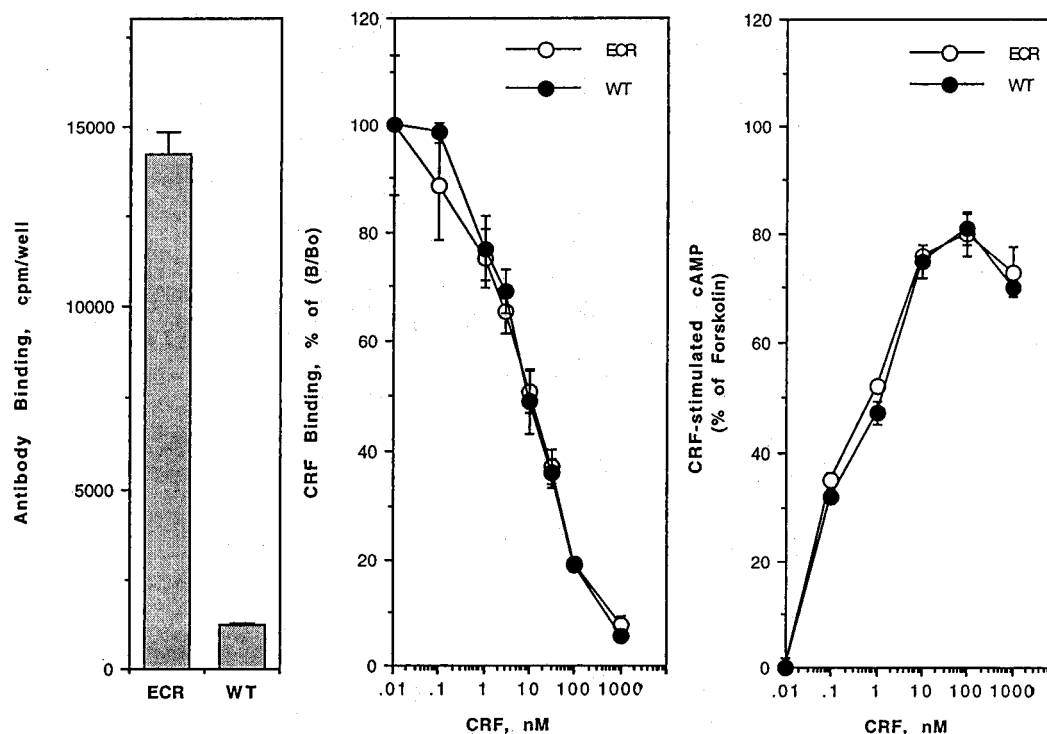 Antibody Binding, cpm/well
15000
10000
5000
0
ECR WT
CRF Binding, % of (B/Bo)
120
100
80
60
40
20
0
ECR
WT
.01 .1 1 10 100 1000
CRF, nM
CRF-stimulated cAMP
(% of Forskolin)
120
100
80
60
40
20
0
ECR
WT
.01 .1 1 10 100 1000
CRF, nM